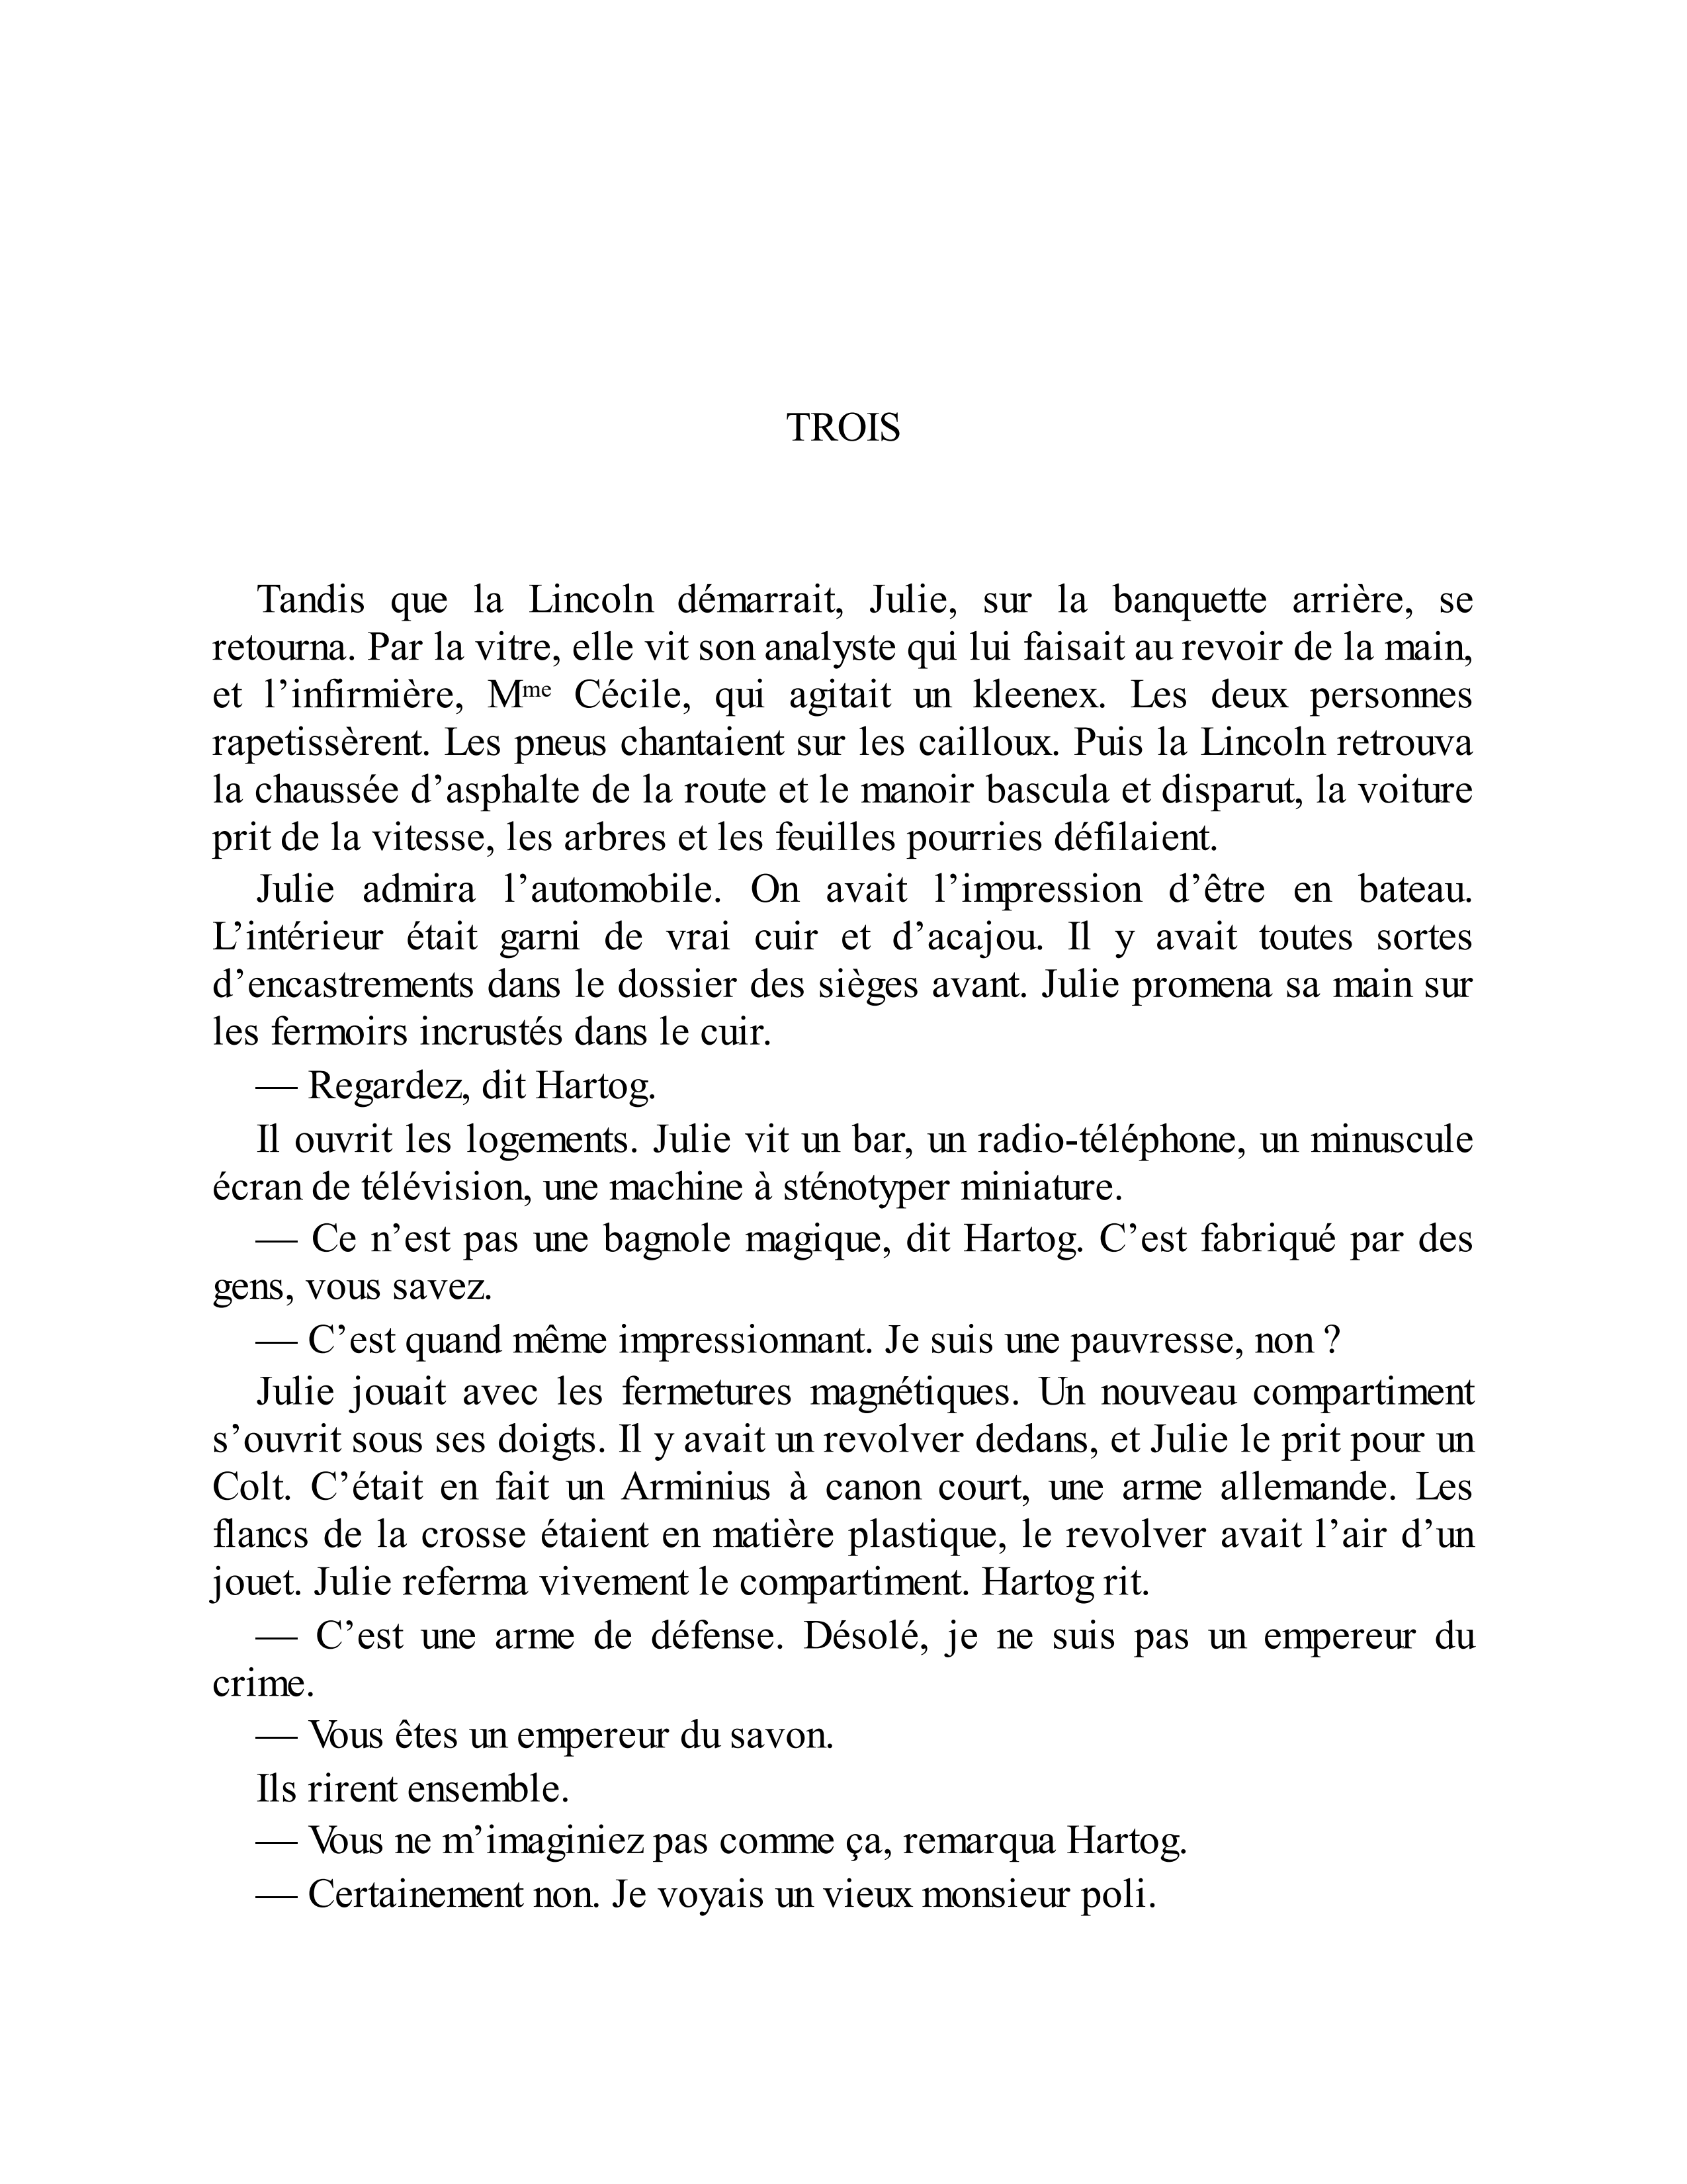 TROIS
Tandis que la Lincoln démarrait, Julie, sur la banquette arrière, se
retourna. Par la vitre, elle vit son analyste qui lui faisait au revoir de la main,
et l’infirmière, Mme Cécile, qui agitait un kleenex. Les deux personnes
rapetissèrent. Les pneus chantaient sur les cailloux. Puis la Lincoln retrouva
la chaussée d’asphalte de la route et le manoir bascula et disparut, la voiture
prit de la vitesse, les arbres et les feuilles pourries défilaient.
Julie admira l’automobile. On avait l’impression d’être en bateau.
L’intérieur était garni de vrai cuir et d’acajou. Il y avait toutes sortes
d’encastrements dans le dossier des sièges avant. Julie promena sa main sur
les fermoirs incrustés dans le cuir.
— Regardez, dit Hartog.
Il ouvrit les logements. Julie vit un bar, un radio-téléphone, un minuscule
écran de télévision, une machine à sténotyper miniature.
— Ce n’est pas une bagnole magique, dit Hartog. C’est fabriqué par des
gens, vous savez.
— C’est quand même impressionnant. Je suis une pauvresse, non ?
Julie jouait avec les fermetures magnétiques. Un nouveau compartiment
s’ouvrit sous ses doigts. Il y avait un revolver dedans, et Julie le prit pour un
Colt. C’était en fait un Arminius à canon court, une arme allemande. Les
flancs de la crosse étaient en matière plastique, le revolver avait l’air d’un
jouet. Julie referma vivement le compartiment. Hartog rit.
— C’est une arme de défense. Désolé, je ne suis pas un empereur du
crime.
— Vous êtes un empereur du savon.
Ils rirent ensemble.
— Vous ne m’imaginiez pas comme ça, remarqua Hartog.
— Certainement non. Je voyais un vieux monsieur poli.